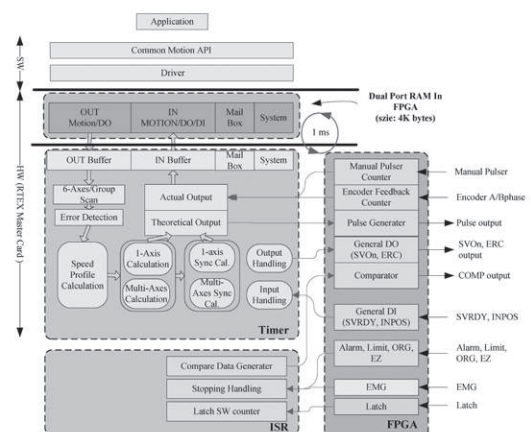 Application
Common Motion API
Driver
SW
HW (RTEX Master Card)
OUT
Motion/DO
IN
MOTION/DO/DI
Mail
Box
System
Dual Port RAM In
FPGA
(szie: 4K bytes)
1 ms
OUT Buffer
IN Buffer
Mail
Box
System
6-Axes/Group
Scan
Error Detection
Speed
Profile
Calculation
Actual Output
Theoretical Output
1-Axis
Calculation
Multi-Axes
Calculation
1-axis
Sync Cal.
Multi-
Axes Sync
Cal.
Output
Handling
Input
Handling
Timer
Compare Data Generator
Stopping Handling
Latch SW counter
ISR
Manual Pulser
Counter
Encoder Feedback
Counter
Pulse Generator
General DO
(SVOn, ERC)
Comparator
General DI
(SVRDY, INPOS)
Alarm, Limit, ORG,
EZ
EMG
Latch
FPGA
Manual Pulser
Encoder A/Bphase
Pulse output
SVOn, ERC
output
COMP output
SVRDY, INPOS
Alarm, Limit,
ORG, EZ
EMG
Latch